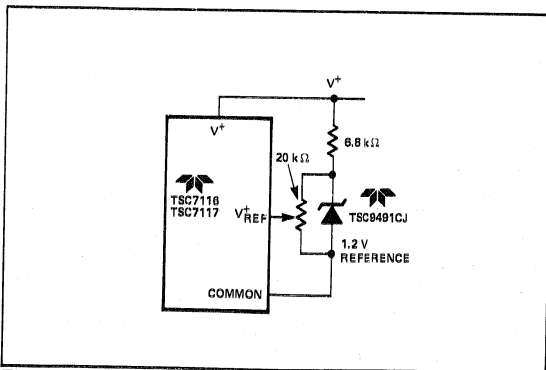 V+
V+
6.8 kΩ
20 kΩ
TSC7116
TSC7117
V+REF
TSC9491CJ
1.2 V
REFERENCE
COMMON